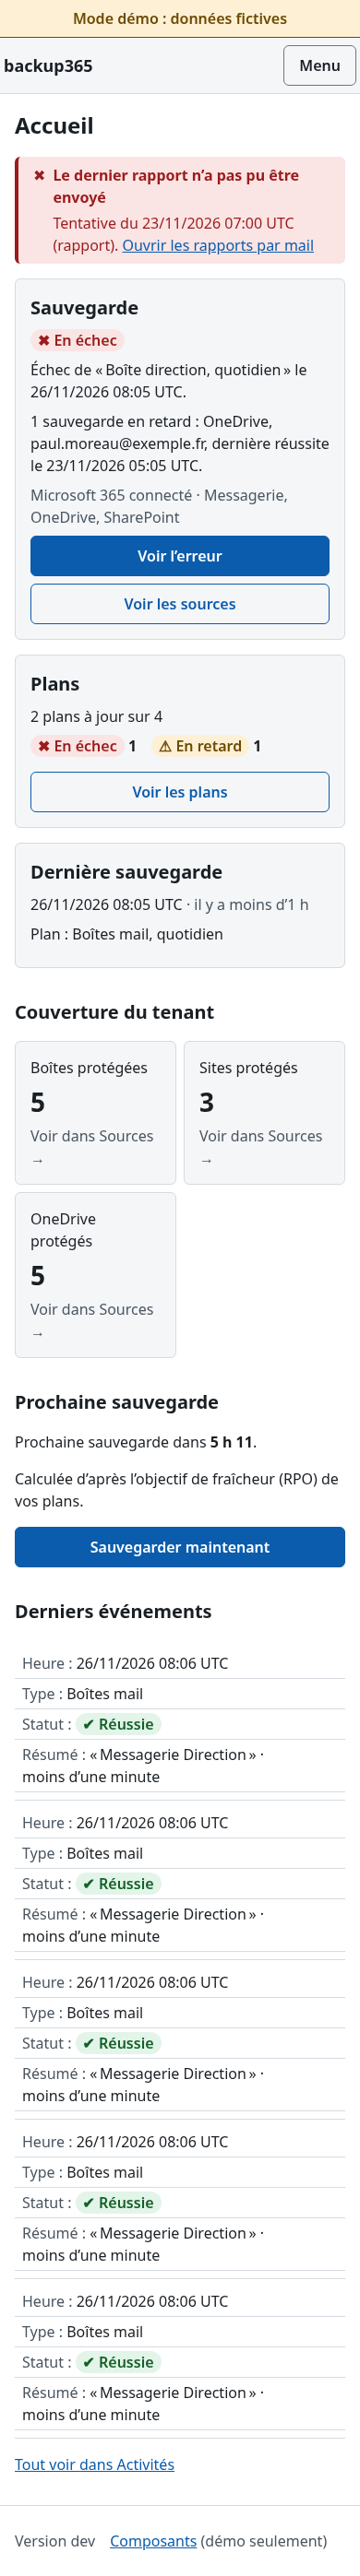 Mode démo : données fictives
backup365
Menu
Accueil
✖ Le dernier rapport n’a pas pu être
envoyé
Tentative du 23/11/2026 07:00 UTC
(rapport). Ouvrir les rapports par mail
Sauvegarde
✖ En échec
Échec de « Boîte direction, quotidien » le
26/11/2026 08:05 UTC.
1 sauvegarde en retard : OneDrive,
paul.moreau@exemple.fr, dernière réussite
le 23/11/2026 05:05 UTC.
Microsoft 365 connecté · Messagerie,
OneDrive, SharePoint
Voir l’erreur
Voir les sources
Plans
2 plans à jour sur 4
✖ En échec 1 ⚠ En retard 1
Voir les plans
Dernière sauvegarde
26/11/2026 08:05 UTC · il y a moins d’1 h
Plan : Boîtes mail, quotidien
Couverture du tenant
Boîtes protégées
5
Voir dans Sources
→
Sites protégés
3
Voir dans Sources
→
OneDrive
protégés
5
Voir dans Sources
→
Prochaine sauvegarde
Prochaine sauvegarde dans 5 h 11.
Calculée d’après l’objectif de fraîcheur (RPO) de
vos plans.
Sauvegarder maintenant
Derniers événements
Heure : 26/11/2026 08:06 UTC
Type : Boîtes mail
Statut : ✔ Réussie
Résumé : « Messagerie Direction » ·
moins d’une minute
Heure : 26/11/2026 08:06 UTC
Type : Boîtes mail
Statut : ✔ Réussie
Résumé : « Messagerie Direction » ·
moins d’une minute
Heure : 26/11/2026 08:06 UTC
Type : Boîtes mail
Statut : ✔ Réussie
Résumé : « Messagerie Direction » ·
moins d’une minute
Heure : 26/11/2026 08:06 UTC
Type : Boîtes mail
Statut : ✔ Réussie
Résumé : « Messagerie Direction » ·
moins d’une minute
Heure : 26/11/2026 08:06 UTC
Type : Boîtes mail
Statut : ✔ Réussie
Résumé : « Messagerie Direction » ·
moins d’une minute
Tout voir dans Activités
Version dev Composants (démo seulement)